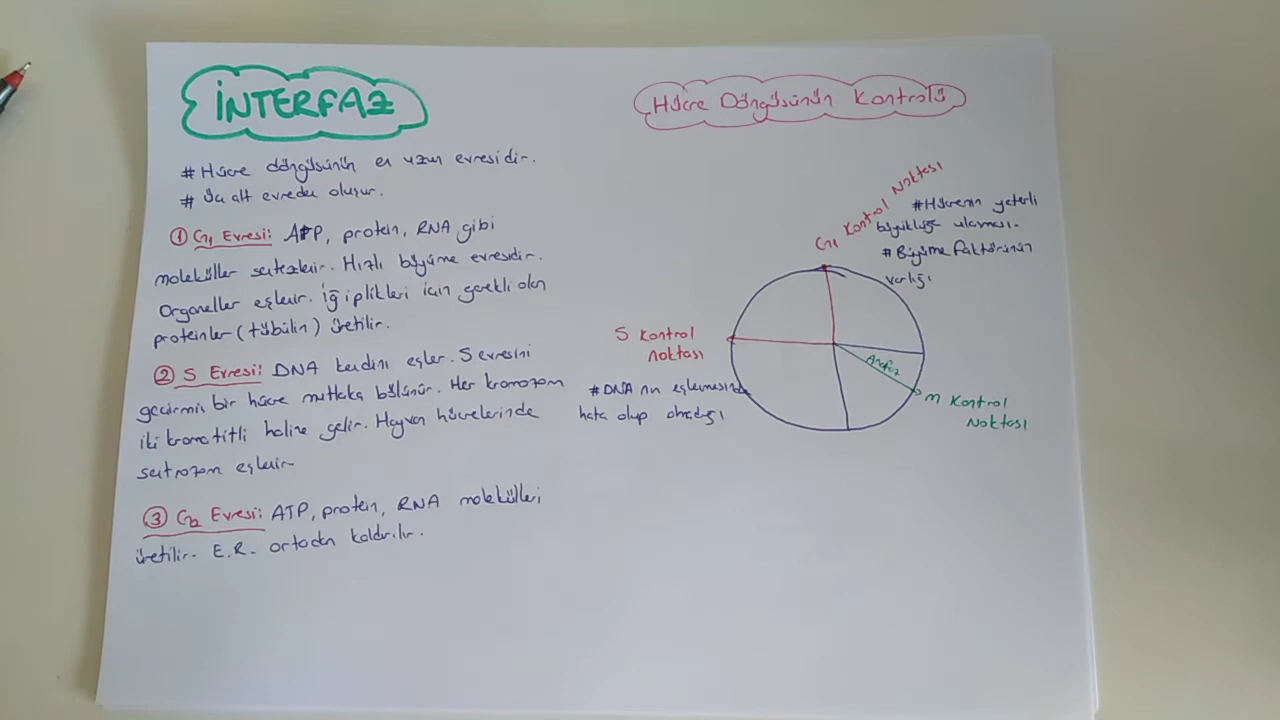 İNTERFAZ
# Hücre döngüsünün en uzun evresidir.
# Üç alt evreden oluşur.
① G1 Evresi: ATP, protein, RNA gibi
moleküller sentezlenir. Hızlı büyüme evresidir.
Organeller eşlenir. İğ iplikleri için gerekli olan
proteinler (tübülin) üretilir.
② S Evresi: DNA kendini eşler. S evresini
geçirmiş bir hücre mutlaka bölünür. Her kromozom
iki kromatitli haline gelir. Hayvan hücrelerinde
sentrozom eşlenir
③ G2 Evresi: ATP, protein, RNA molekülleri
üretilir. E.R. ortadan kaldırılır.
Hücre Döngüsünün Kontrolü
G1 Kontrol Noktası
# Hücrenin yeterli
büyüklüğe ulaşması.
# Büyüme faktörünün
varlığı
S Kontrol
noktası
# DNA nın eşlenmesinde
hata olup olmadığı
Anafaz
M Kontrol
Noktası